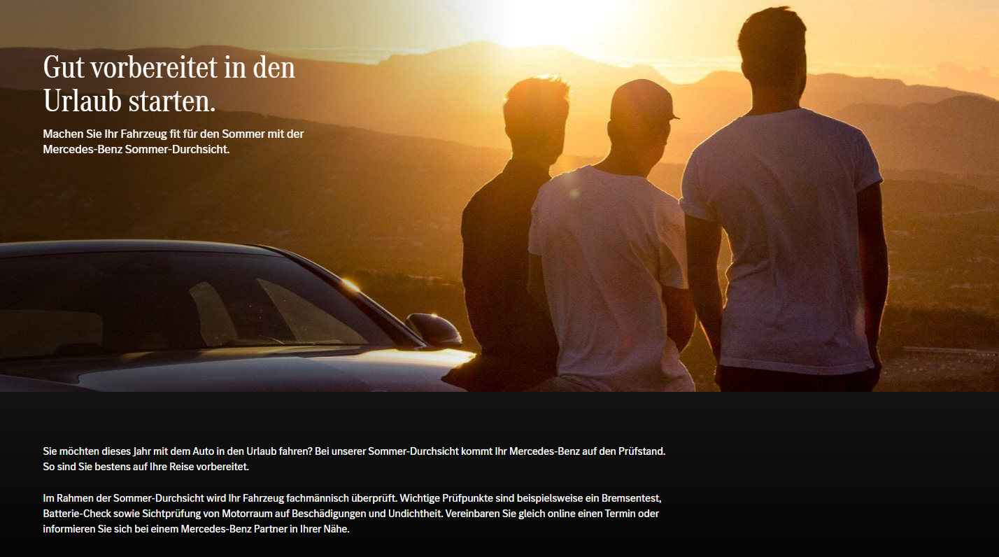 Gut vorbereitet in den
Urlaub starten.
Machen Sie Ihr Fahrzeug fit für den Sommer mit der
Mercedes-Benz Sommer-Durchsicht.
Sie möchten dieses Jahr mit dem Auto in den Urlaub fahren? Bei unserer Sommer-Durchsicht kommt Ihr Mercedes-Benz auf den Prüfstand.
So sind Sie bestens auf Ihre Reise vorbereitet.
Im Rahmen der Sommer-Durchsicht wird Ihr Fahrzeug fachmännisch überprüft. Wichtige Prüfpunkte sind beispielsweise ein Bremsentest,
Batterie-Check sowie Sichtprüfung von Motorraum auf Beschädigungen und Undichtheit. Vereinbaren Sie gleich online einen Termin oder
informieren Sie sich bei einem Mercedes-Benz Partner in Ihrer Nähe.